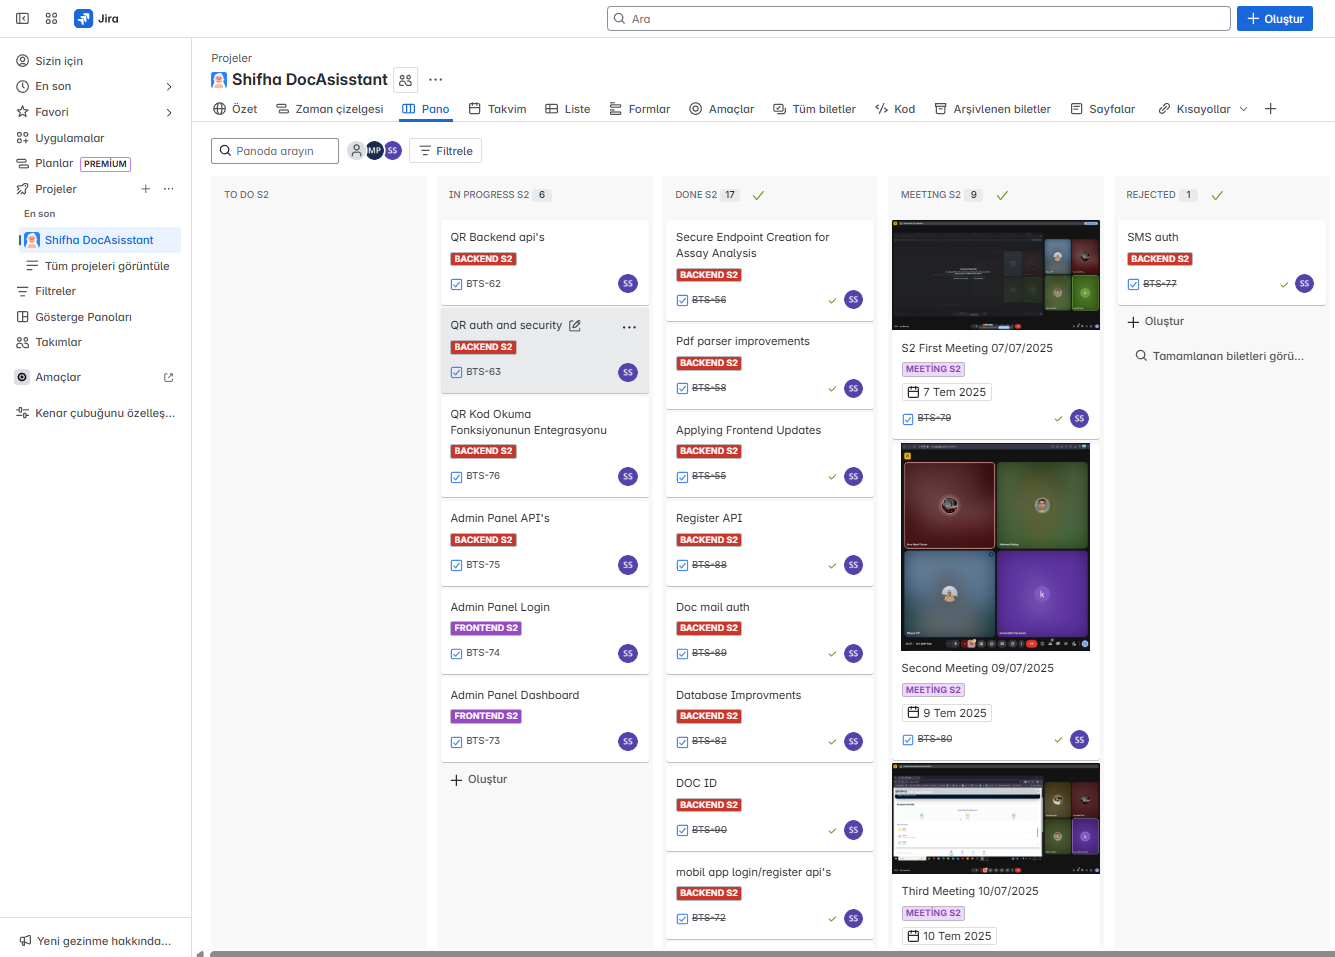 Jira
Ara
Oluştur
Sizin için
En son
Favori
Uygulamalar
Planlar PREMIUM
Projeler
En son
Shifha DocAsisstant
Tüm projeleri görüntüle
Filtreler
Gösterge Panoları
Takımlar
Amaçlar
Kenar çubuğunu özelleş...
Yeni gezinme hakkında...
Projeler
Shifha DocAsisstant
Özet Zaman çizelgesi Pano Takvim Liste Formlar Amaçlar Tüm biletler Kod Arşivlenen biletler Sayfalar Kısayollar
Panoda arayın MP SS Filtrele
TO DO S2
IN PROGRESS S2 6
QR Backend api's
BACKEND S2
BTS-62 SS
QR auth and security
BACKEND S2
BTS-63 SS
QR Kod Okuma
Fonksiyonunun Entegrasyonu
BACKEND S2
BTS-76 SS
Admin Panel API's
BACKEND S2
BTS-75 SS
Admin Panel Login
FRONTEND S2
BTS-74 SS
Admin Panel Dashboard
FRONTEND S2
BTS-73 SS
Oluştur
DONE S2 17
Secure Endpoint Creation for
Assay Analysis
BACKEND S2
BTS-56 SS
Pdf parser improvements
BACKEND S2
BTS-58 SS
Applying Frontend Updates
BACKEND S2
BTS-55 SS
Register API
BACKEND S2
BTS-88 SS
Doc mail auth
BACKEND S2
BTS-89 SS
Database Improvments
BACKEND S2
BTS-82 SS
DOC ID
BACKEND S2
BTS-90 SS
mobil app login/register api's
BACKEND S2
BTS-72 SS
MEETING S2 9
S2 First Meeting 07/07/2025
MEETİNG S2
7 Tem 2025
BTS-79 SS
k
Second Meeting 09/07/2025
MEETİNG S2
9 Tem 2025
BTS-80 SS
Third Meeting 10/07/2025
MEETİNG S2
10 Tem 2025
REJECTED 1
SMS auth
BACKEND S2
BTS-77 SS
Oluştur
Tamamlanan biletleri görü...